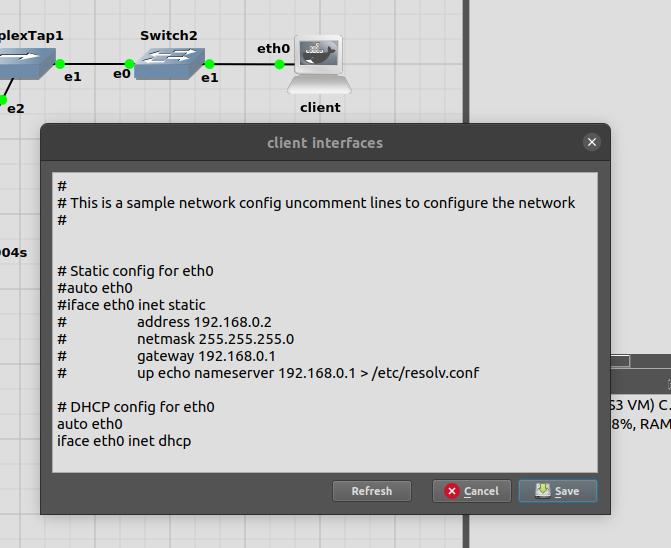 plexTap1
Switch2
eth0
e1
e0
e1
e2
client
client interfaces
#
# This is a sample network config uncomment lines to configure the network
#
# Static config for eth0
#auto eth0
#iface eth0 inet static
# address 192.168.0.2
# netmask 255.255.255.0
# gateway 192.168.0.1
# up echo nameserver 192.168.0.1 > /etc/resolv.conf
# DHCP config for eth0
auto eth0
iface eth0 inet dhcp
Refresh
Cancel
Save
04s
S3 VM) C.
8%, RAM